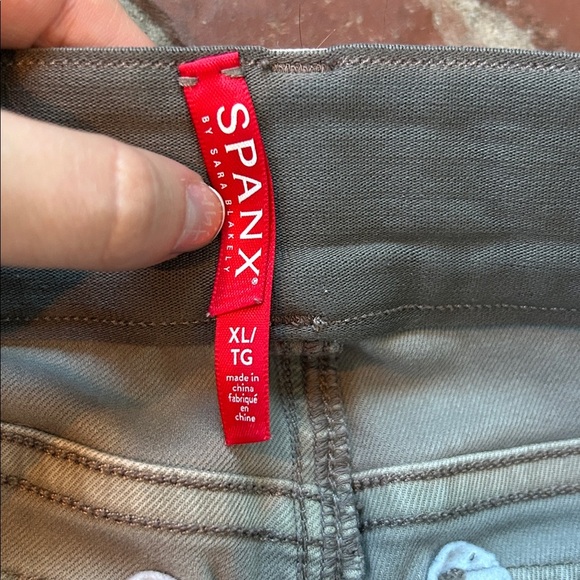 SPANX®
BY SARA BLAKELY
XL/
TG
made in
china
fabriqué
en
chine